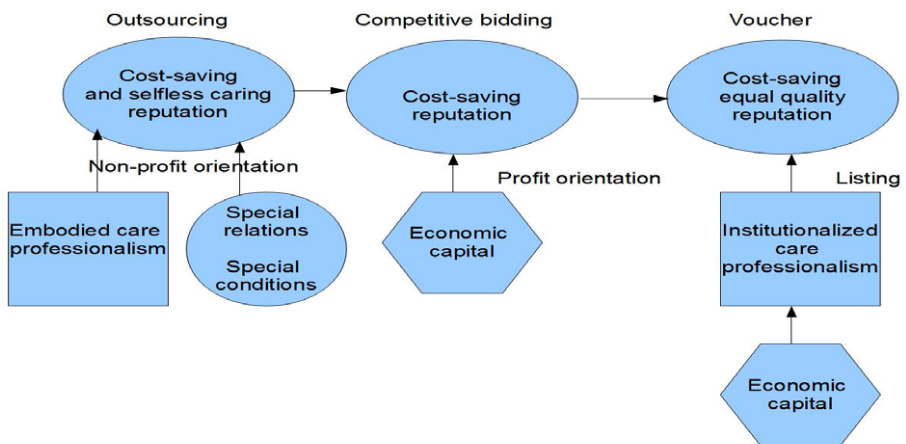 Outsourcing
Competitive bidding
Voucher
Cost-saving
and selfless caring
reputation
Cost-saving
reputation
Cost-saving
equal quality
reputation
Non-profit orientation
Profit orientation
Listing
Embodied care
professionalism
Special
relations
Special
conditions
Economic
capital
Institutionalized
care
professionalism
Economic
capital